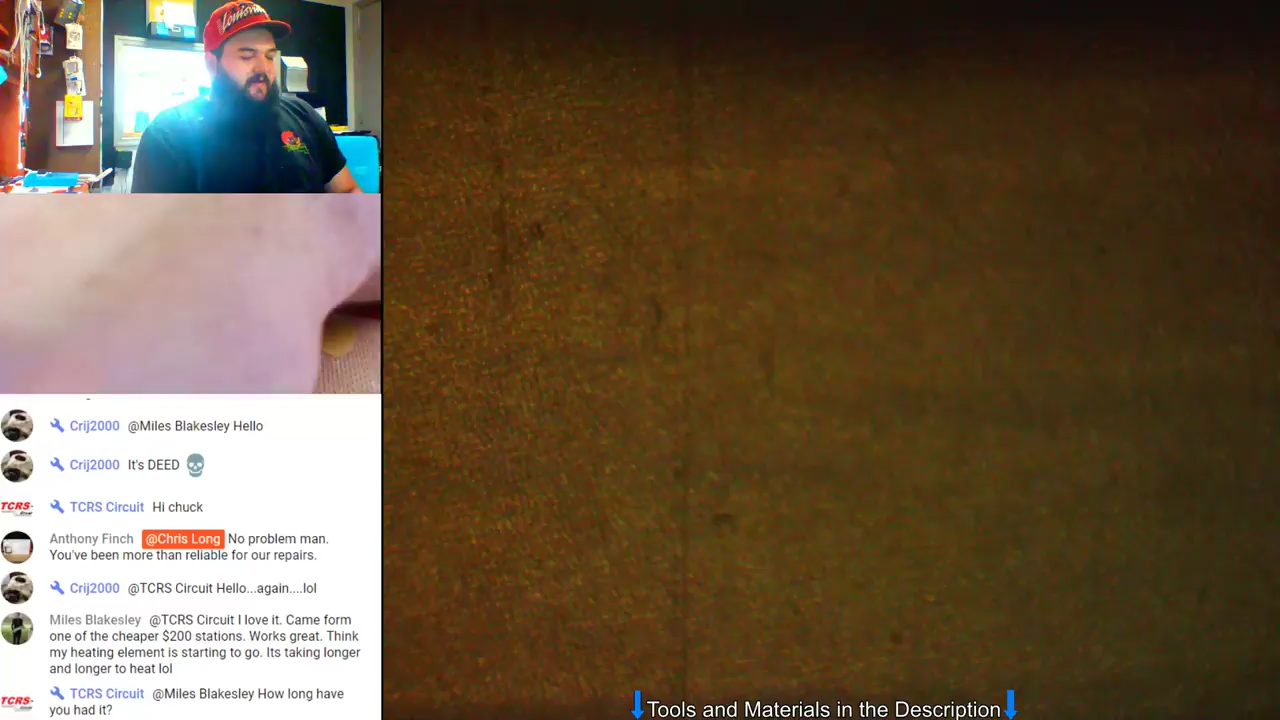 Louisville
Crij2000 @Miles Blakesley Hello
Crij2000 It's DEED
TCRS Circuit Hi chuck
Anthony Finch @Chris Long No problem man.
You've been more than reliable for our repairs.
Crij2000 @TCRS Circuit Hello...again....lol
Miles Blakesley @TCRS Circuit I love it. Came form
one of the cheaper $200 stations. Works great. Think
my heating element is starting to go. Its taking longer
and longer to heat lol
TCRS Circuit @Miles Blakesley How long have
you had it?
Tools and Materials in the Description